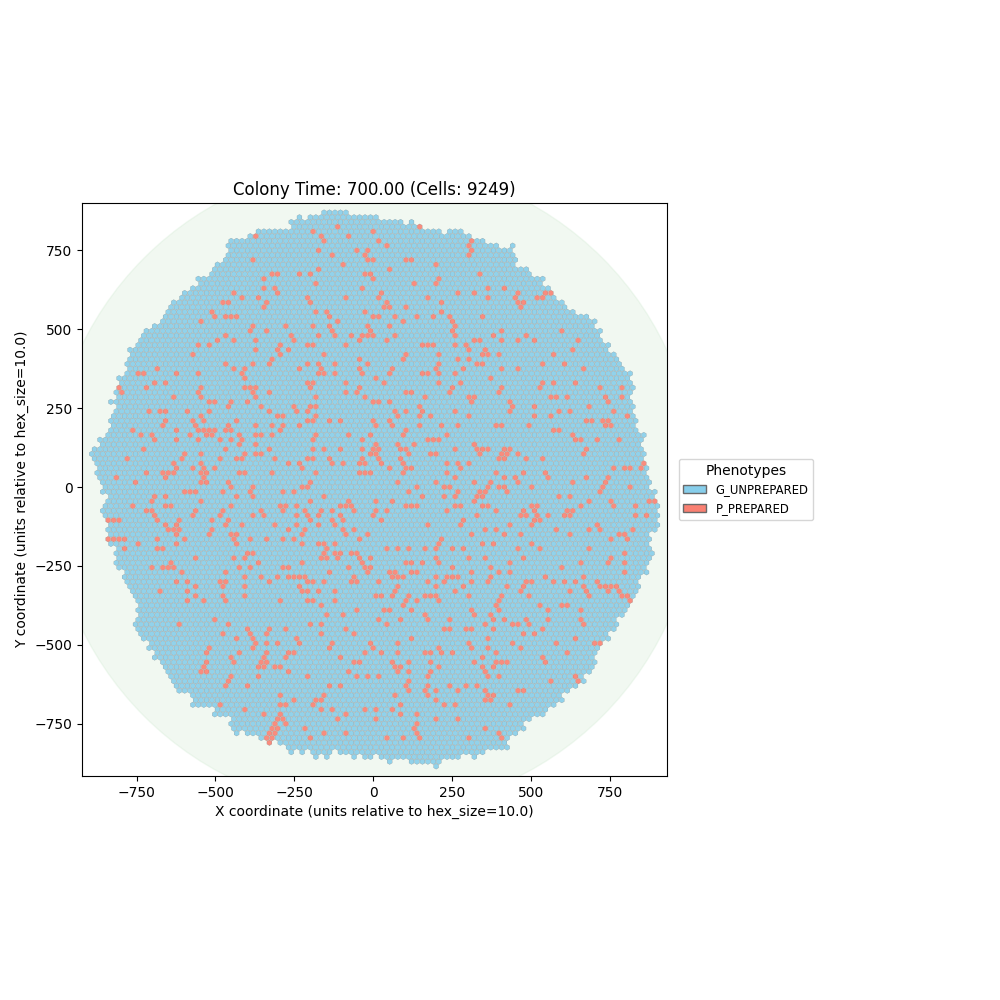 Colony Time: 700.00 (Cells: 9249)
Y coordinate (units relative to hex_size=10.0)
750
500
250
0
−250
−500
−750
−750
−500
−250
0
250
500
750
X coordinate (units relative to hex_size=10.0)
Phenotypes
G_UNPREPARED
P_PREPARED